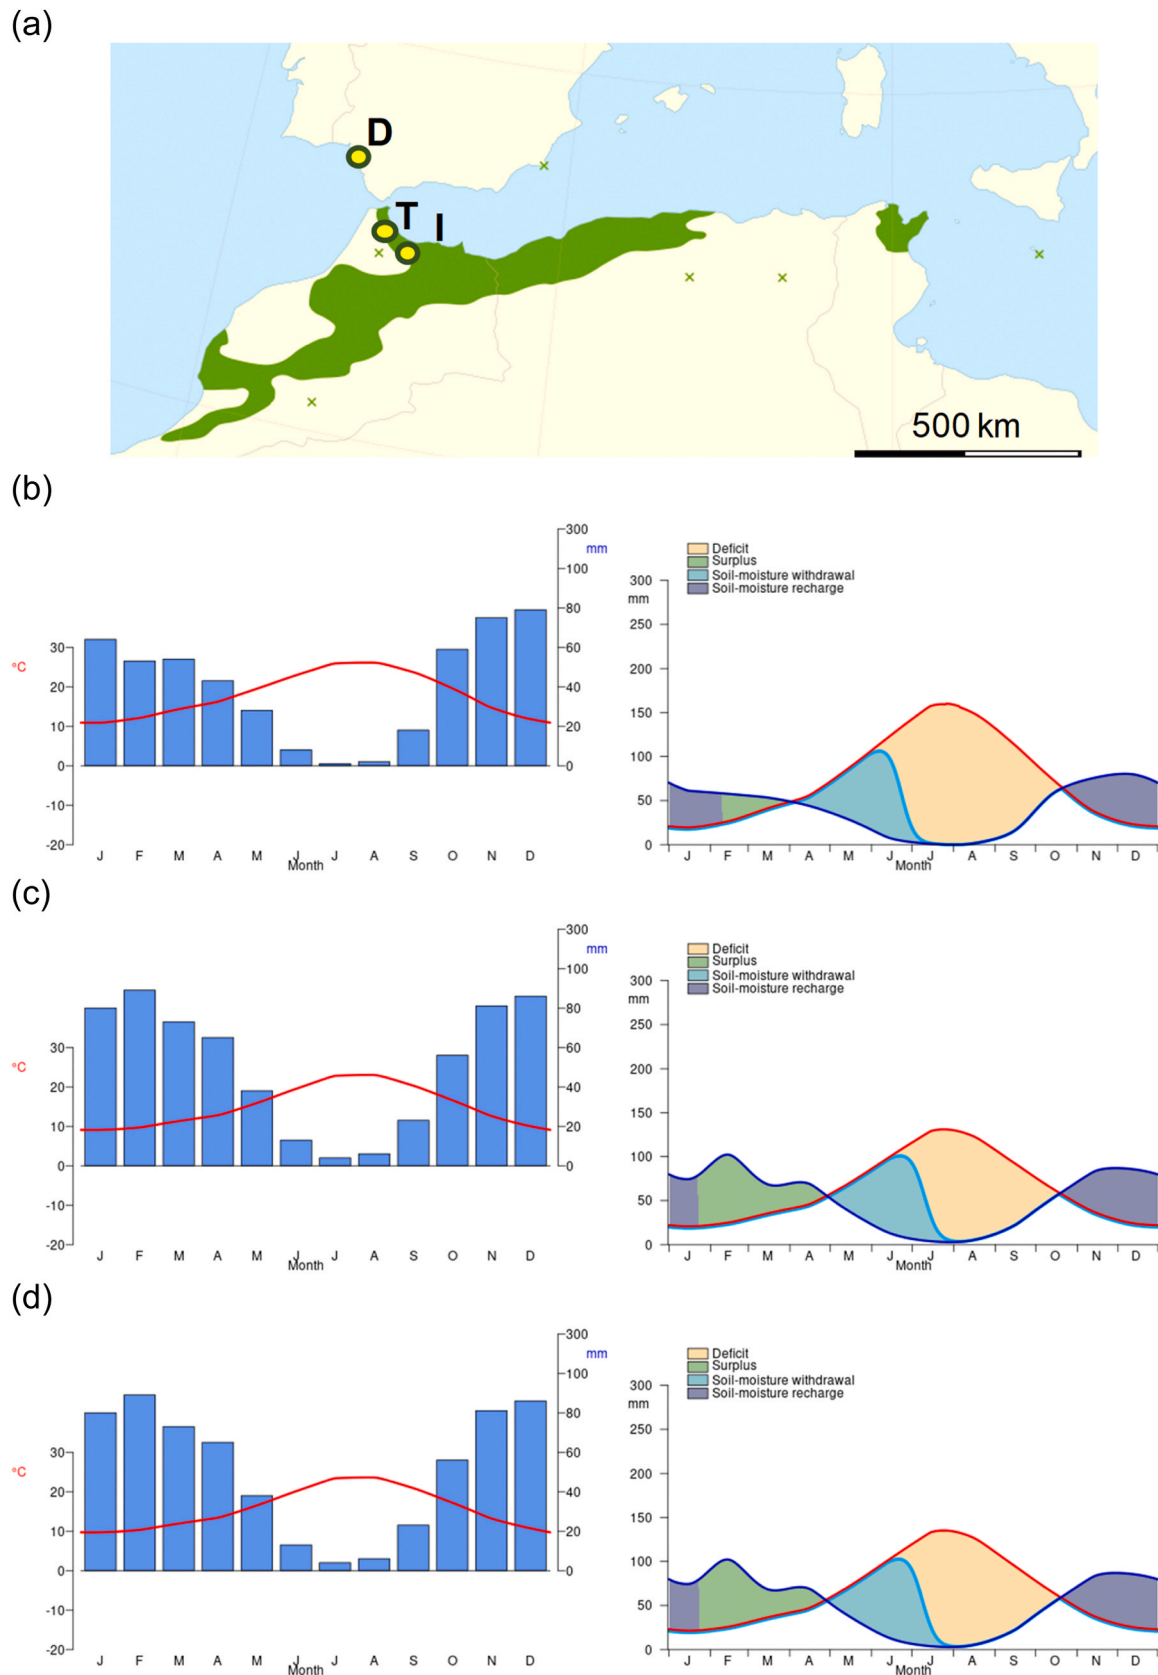 (a)
D
T I
500 km
(b)
300
mm
100
80
60
40
20
0
°C
30
20
10
0
-10
-20
J F M A M J J A S O N D
Month
Deficit
Surplus
Soil-moisture withdrawal
Soil-moisture recharge
300
mm
250
200
150
100
50
0
J F M A M J J A S O N D
Month
(c)
300
mm
100
80
60
40
20
0
°C
30
20
10
0
-10
-20
J F M A M J J A S O N D
Month
Deficit
Surplus
Soil-moisture withdrawal
Soil-moisture recharge
300
mm
250
200
150
100
50
0
J F M A M J J A S O N D
Month
(d)
300
mm
100
80
60
40
20
0
°C
30
20
10
0
-10
-20
J F M A M J J A S O N D
Month
Deficit
Surplus
Soil-moisture withdrawal
Soil-moisture recharge
300
mm
250
200
150
100
50
0
J F M A M J J A S O N D
Month